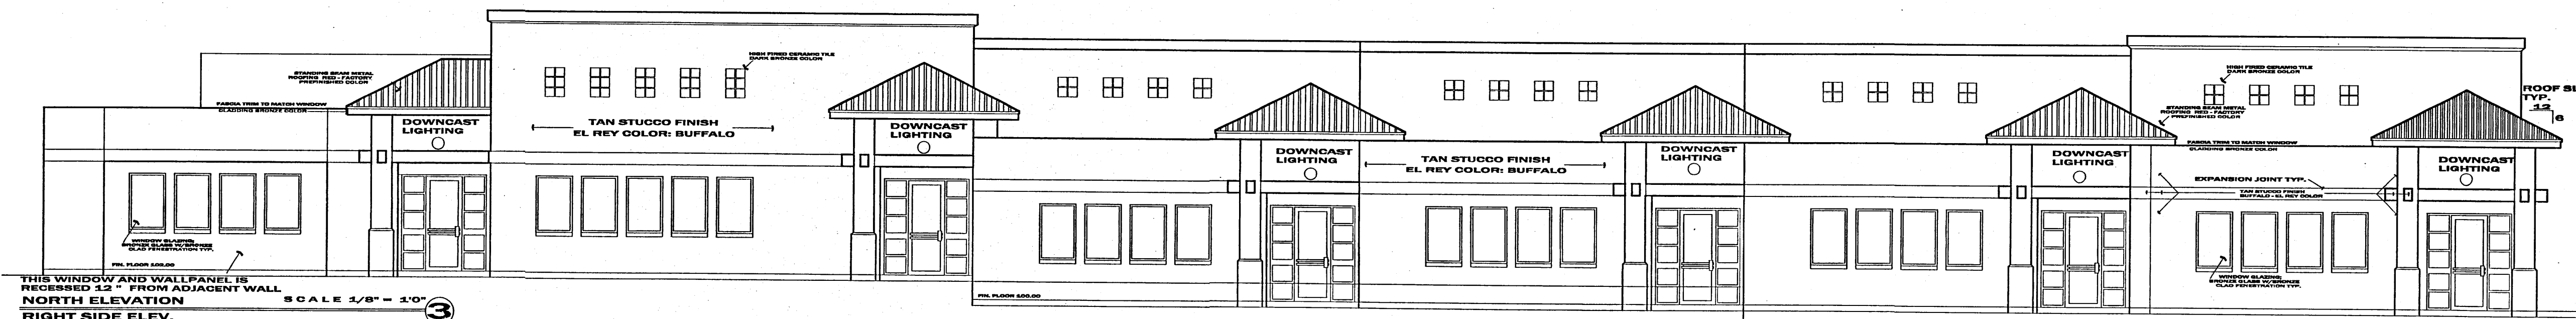 STANDING SEAM METAL
ROOFING RED - FACTORY
PREFINISHED COLOR
FASCIA TRIM TO MATCH WINDOW
CLADDING BRONZE COLOR
DOWNCAST
LIGHTING
HIGH FIRED CERAMIC TILE
DARK BRONZE COLOR
TAN STUCCO FINISH
EL REY COLOR: BUFFALO
DOWNCAST
LIGHTING
DOWNCAST
LIGHTING
TAN STUCCO FINISH
EL REY COLOR: BUFFALO
DOWNCAST
LIGHTING
DOWNCAST
LIGHTING
HIGH FIRED CERAMIC TILE
DARK BRONZE COLOR
STANDING SEAM METAL
ROOFING RED - FACTORY
PREFINISHED COLOR
FASCIA TRIM TO MATCH WINDOW
CLADDING BRONZE COLOR
EXPANSION JOINT TYP.
TAN STUCCO FINISH
BUFFALO - EL REY COLOR
DOWNCAST
LIGHTING
ROOF SL
TYP.
12
6
WINDOW GLAZING;
BRONZE GLASS W/BRONZE
CLAD FENESTRATION TYP.
FIN. FLOOR 102.00
FIN. FLOOR 100.00
WINDOW GLAZING;
BRONZE GLASS W/BRONZE
CLAD FENESTRATION TYP.
THIS WINDOW AND WALLPANEL IS
RECESSED 12 " FROM ADJACENT WALL
NORTH ELEVATION SCALE 1/8" = 1'0" 3
RIGHT SIDE ELEV.